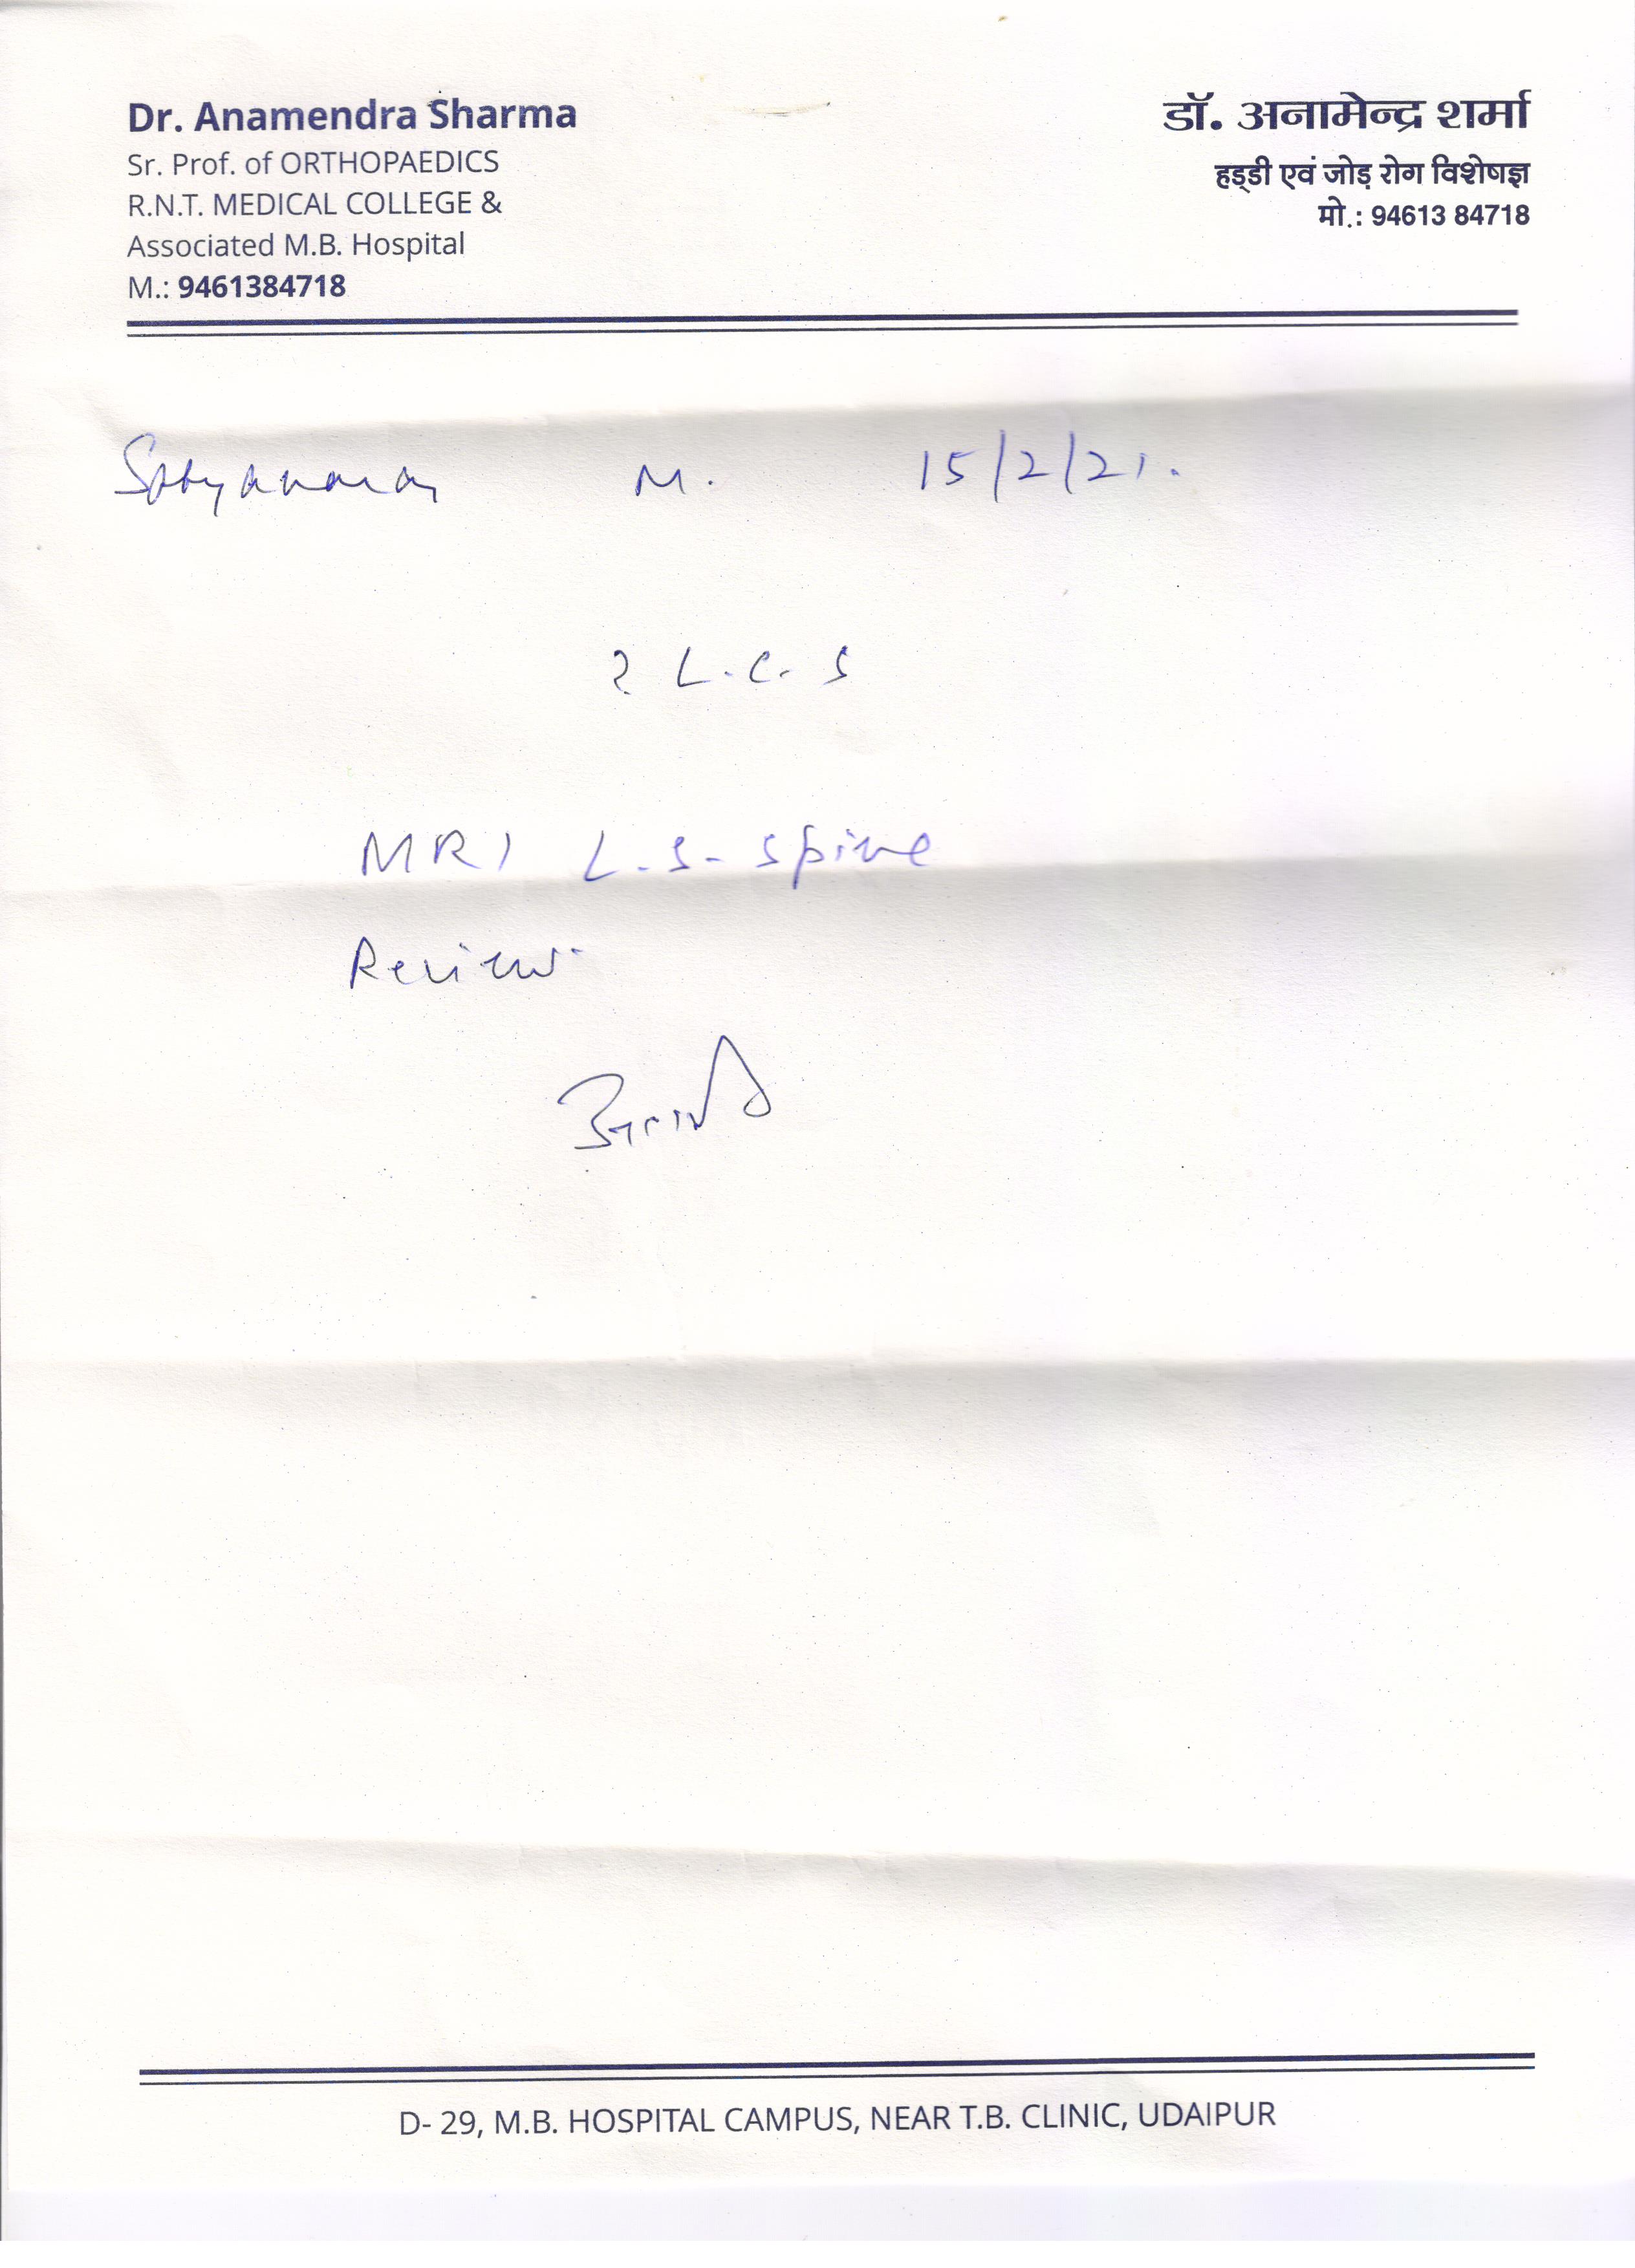 Dr. Anamendra Sharma
Sr. Prof. of ORTHOPAEDICS
R.N.T. MEDICAL COLLEGE &
Associated M.B. Hospital
M.: 9461384718
डॉ. अनामेन्द्र शर्मा
हड्डी एवं जोड़ रोग विशेषज्ञ
मो.: 94613 84718
Satyanarayan M. 15/2/21.
? L.C.S
MRI L.S. Spine
Review
D- 29, M.B. HOSPITAL CAMPUS, NEAR T.B. CLINIC, UDAIPUR